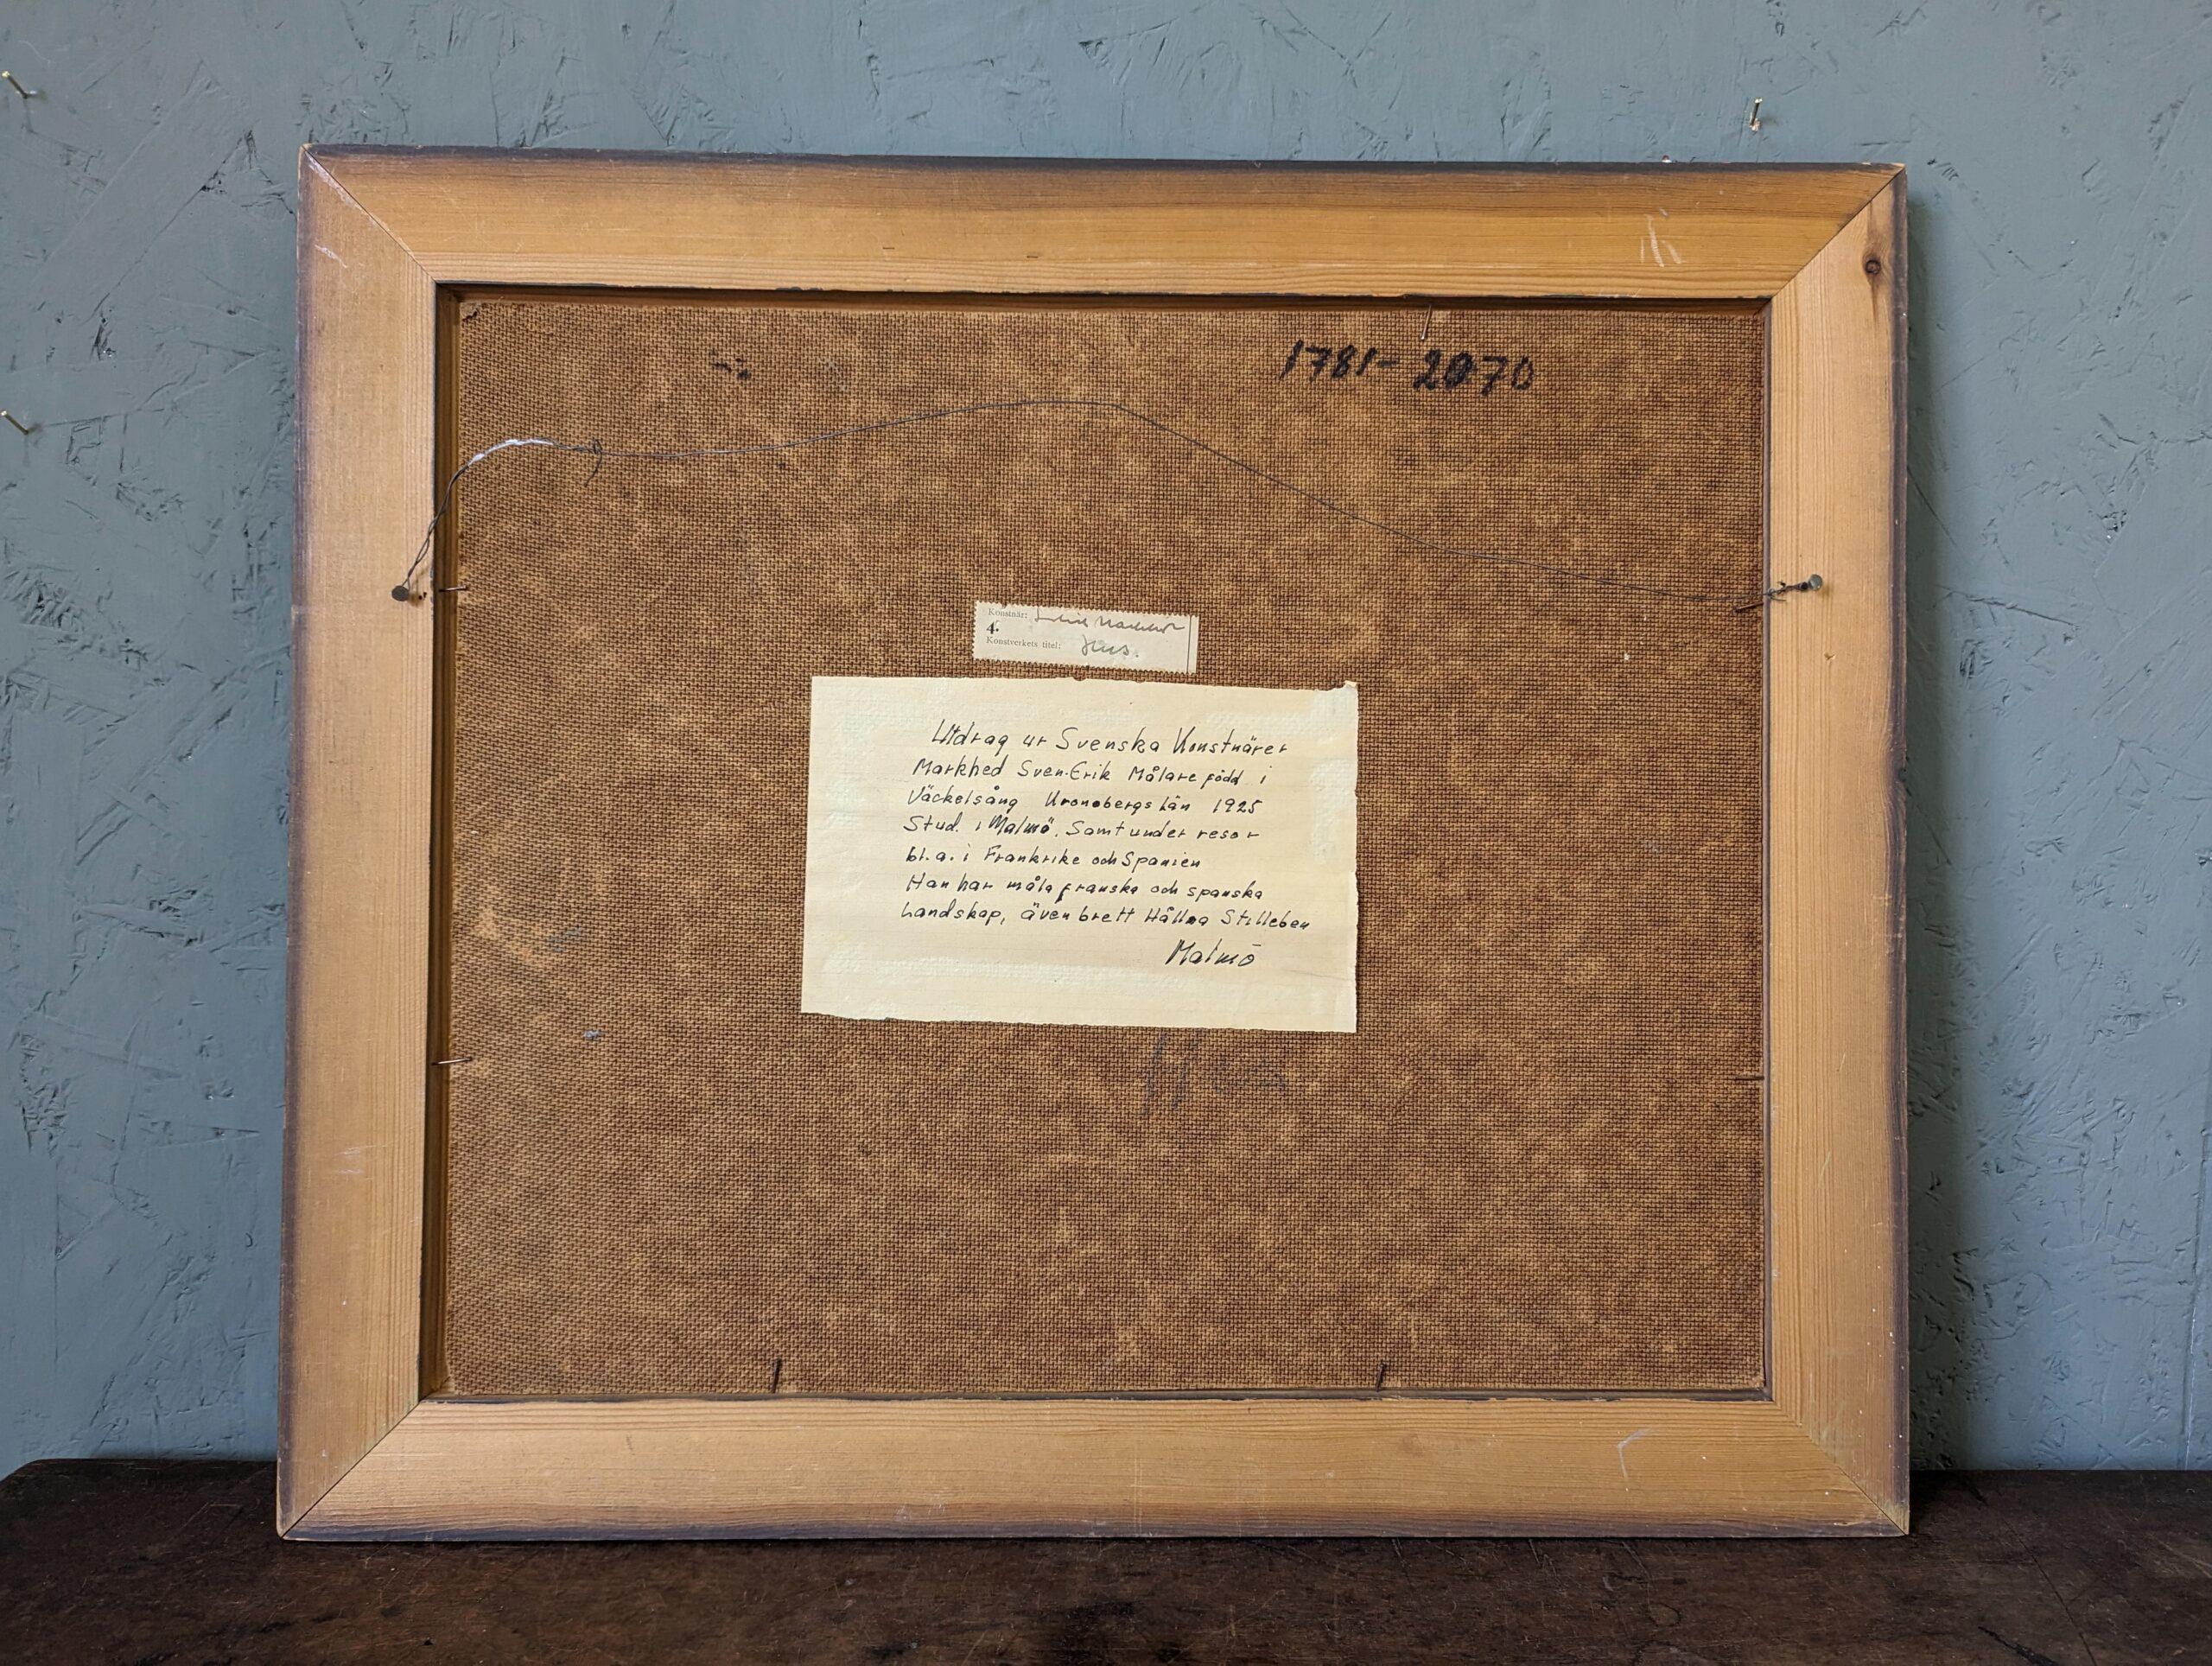 1781-2070
Konstnär:
4.
Konstverkets titel: Hus.
Utdrag ur Svenska Konstnärer
Markhed Sven-Erik Målare född i
Väckelsång Kronobergs Län 1925
Stud. i Malmö. Samt under resor
bl.a. i Frankrike och Spanien
Han har måla franska och spanska
Landskap, även brett Hållna Stilleben
Malmö